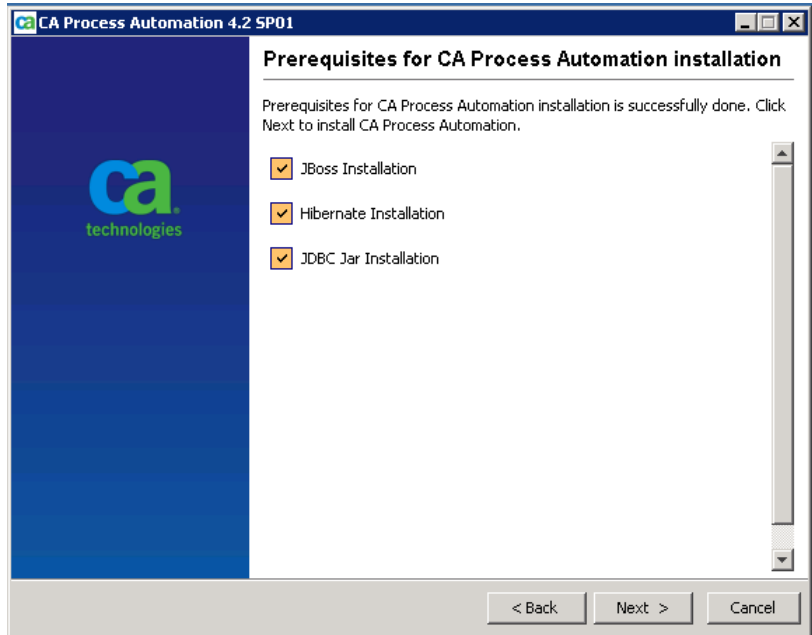 ca CA Process Automation 4.2 SP01
Prerequisites for CA Process Automation installation
Prerequisites for CA Process Automation installation is successfully done. Click
Next to install CA Process Automation.
JBoss Installation
ca.
technologies
Hibernate Installation
JDBC Jar Installation
< Back
Next >
Cancel